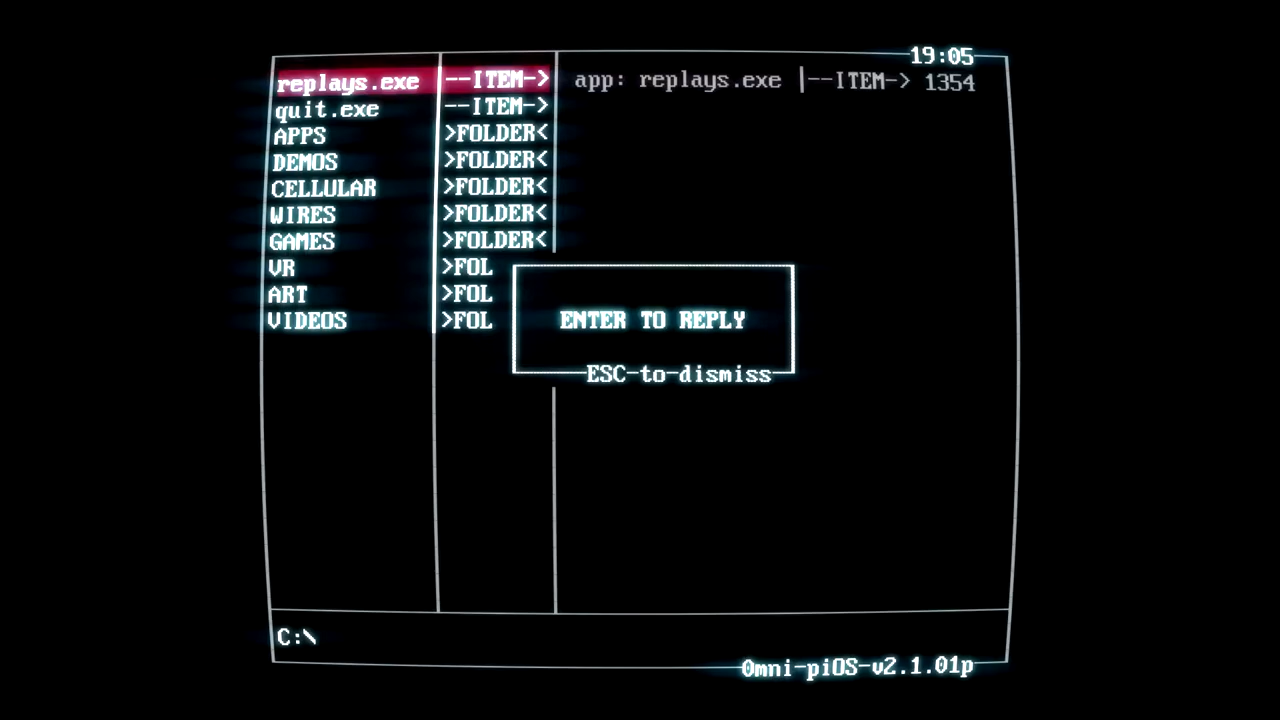 19:05
replays.exe --ITEM-> app: replays.exe |--ITEM-> 1354
quit.exe --ITEM->
APPS >FOLDER<
DEMOS >FOLDER<
CELLULAR >FOLDER<
WIRES >FOLDER<
GAMES >FOLDER<
VR >FOL
ART >FOL
VIDEOS >FOL
ENTER TO REPLY
ESC-to-dismiss
C:\
0mni-piOS-v2.1.01p